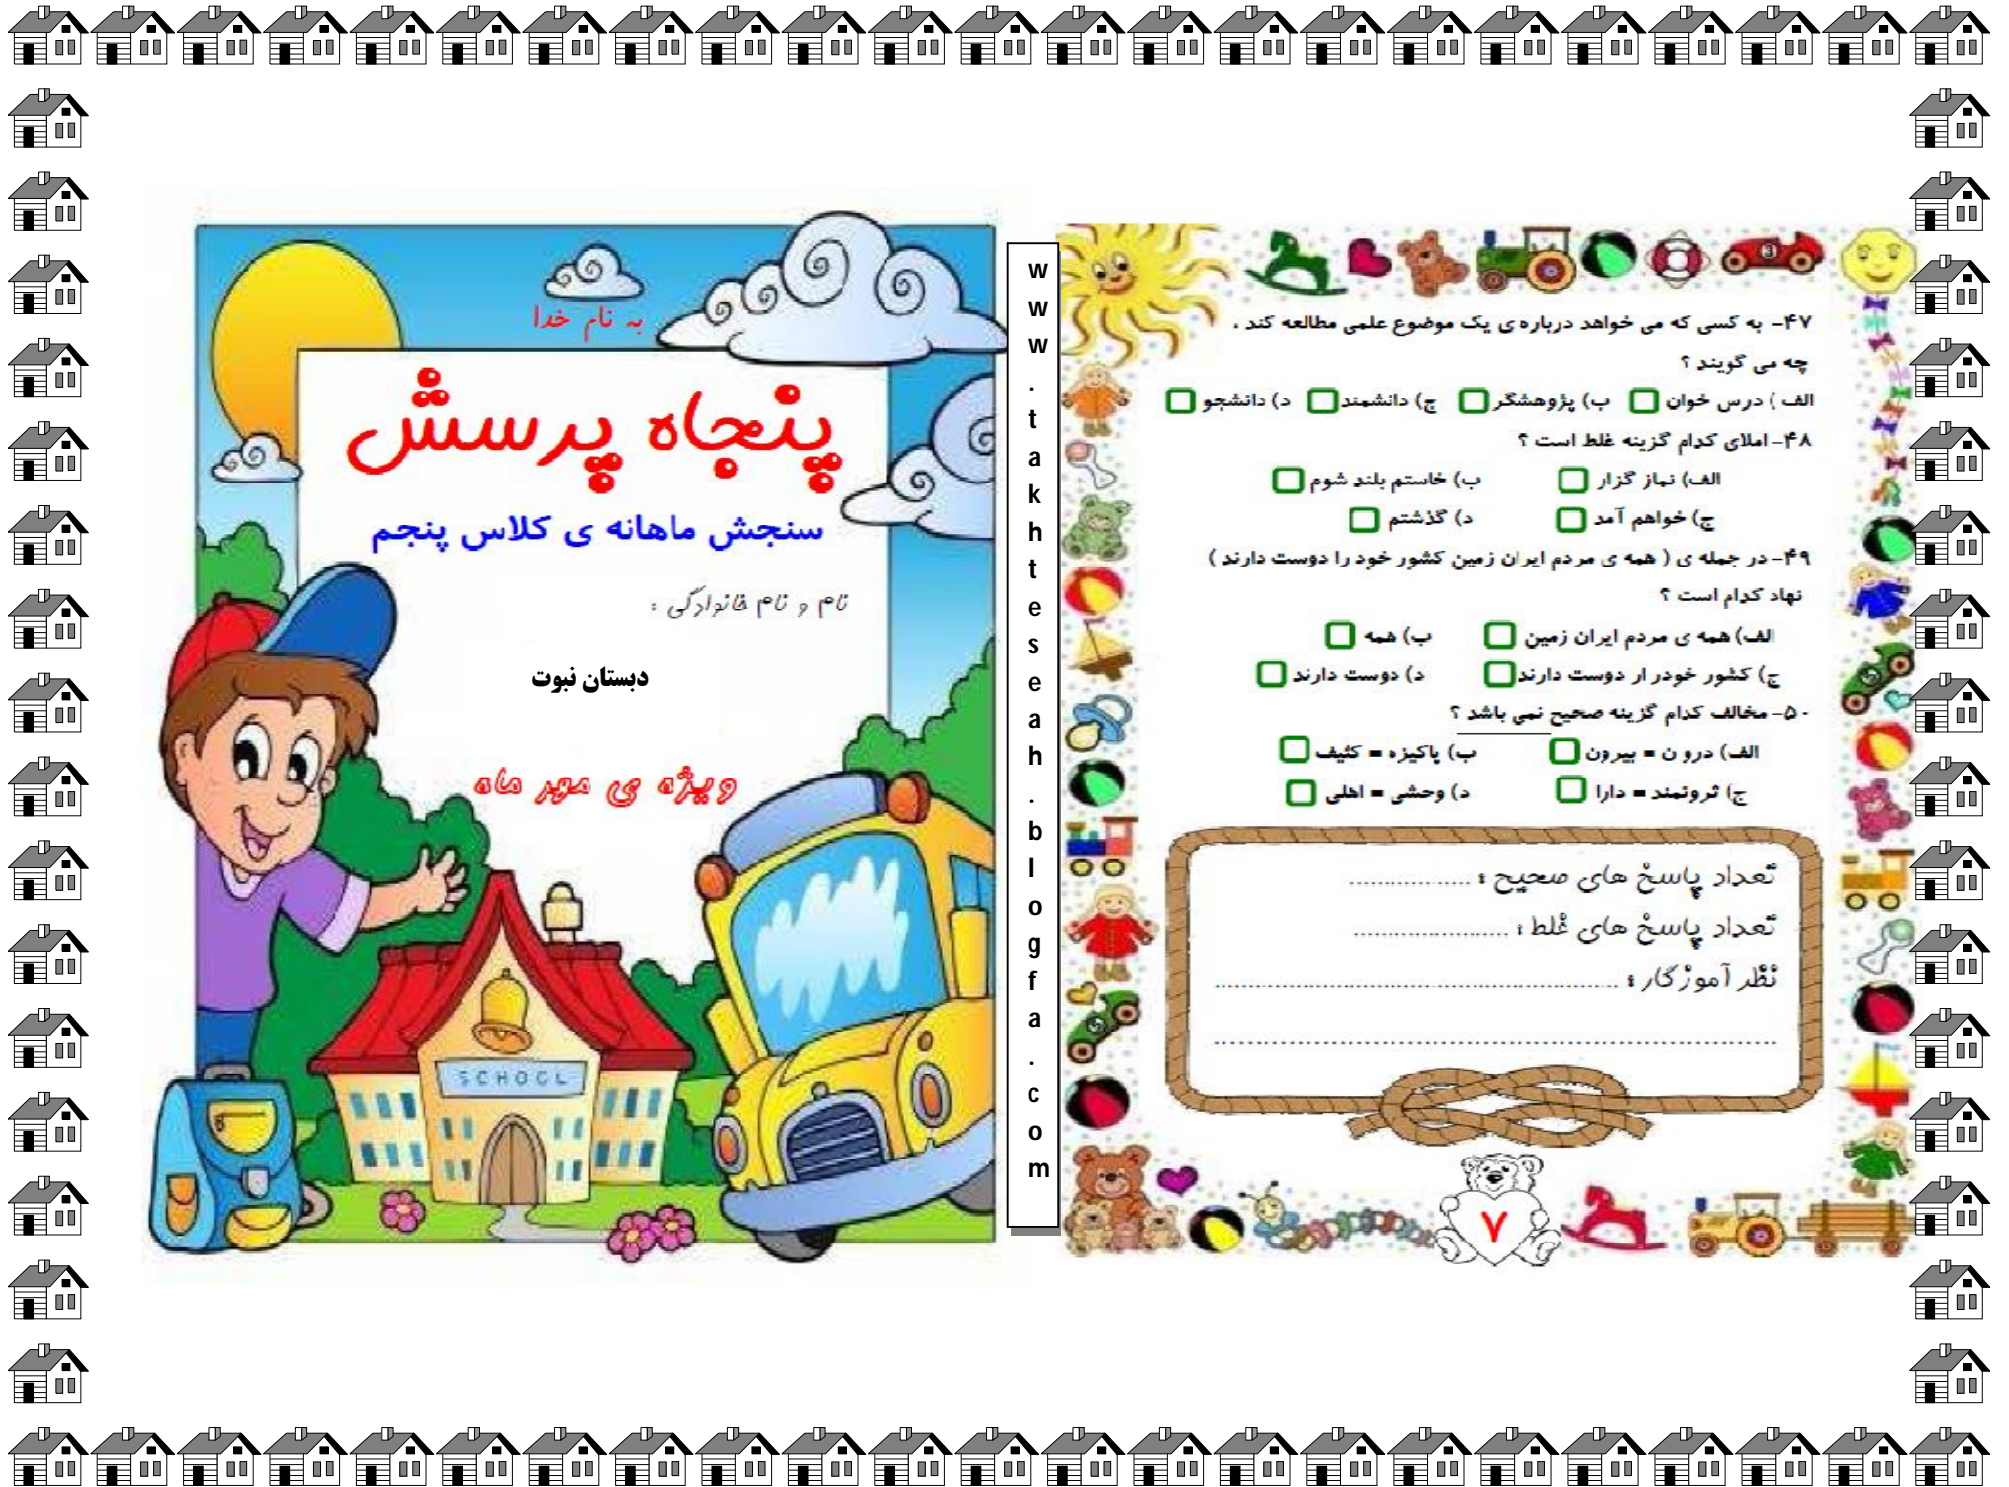 به نام خدا
پنجاه پرسش
سنجش ماهانه ی کلاس پنجم
نام و نام خانوادگی :
دبستان نبوت
ویژه ی مهر ماه
SCHOOL
www.takhteseah.blogfa.com
۴۷- به کسی که می خواهد درباره ی یک موضوع علمی مطالعه کند ،
چه می گویند ؟
الف ) درس خوان ب) پژوهشگر ج) دانشمند د) دانشجو
۴۸- املای کدام گزینه غلط است ؟
الف) نماز گزار ب) خاستم بلند شوم
ج) خواهم آمد د) گذشتم
۴۹- در جمله ی ( همه ی مردم ایران زمین کشور خود را دوست دارند )
نهاد کدام است ؟
الف) همه ی مردم ایران زمین ب) همه
ج) کشور خودر ار دوست دارند د) دوست دارند
۵۰- مخالف کدام گزینه صحیح نمی باشد ؟
الف) درو ن = بیرون ب) پاکیزه = کثیف
ج) ثروتمند = دارا د) وحشی = اهلی
تعداد پاسخ های صحیح : ..................
تعداد پاسخ های غلط : ......................
نظر آموزگار : ..........................................................
................................................................................
۷